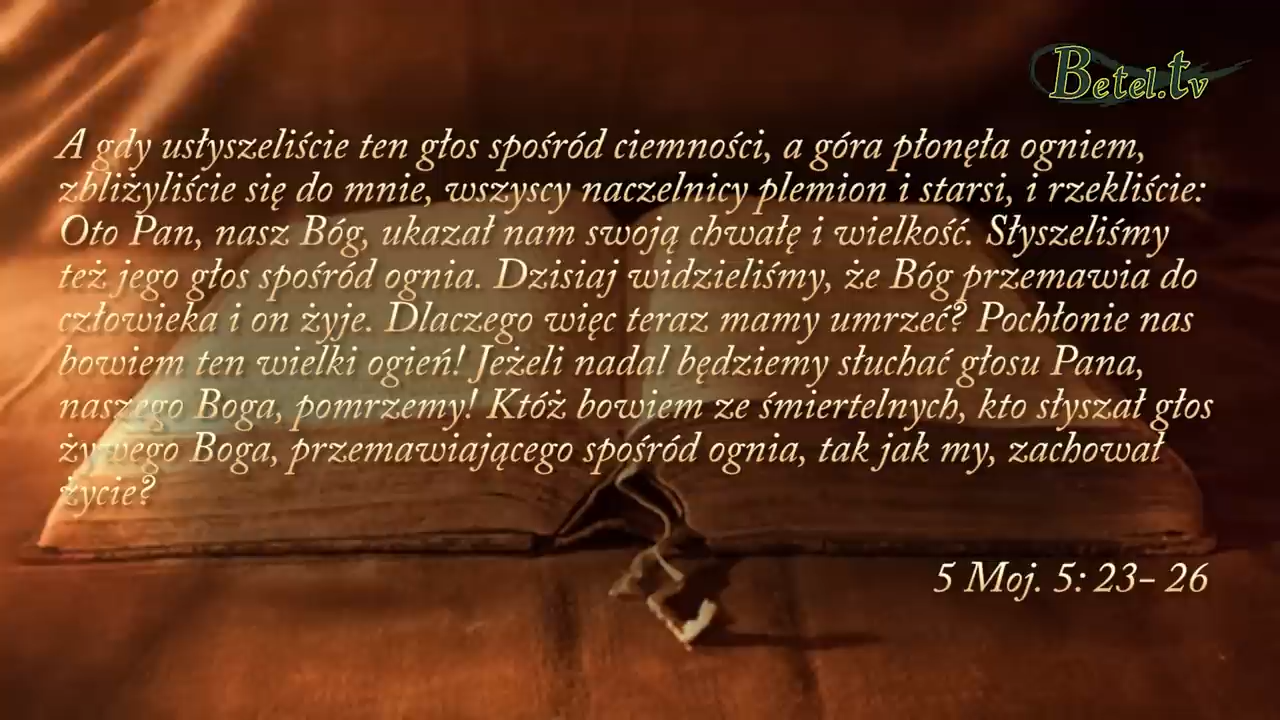 Betel.tv
A gdy usłyszeliście ten głos spośród ciemności, a góra płonęła ogniem,
zbliżyliście się do mnie, wszyscy naczelnicy plemion i starsi, i rzekliście:
Oto Pan, nasz Bóg, ukazał nam swoją chwałę i wielkość. Słyszeliśmy
też jego głos spośród ognia. Dzisiaj widzieliśmy, że Bóg przemawia do
człowieka i on żyje. Dlaczego więc teraz mamy umrzeć? Pochłonie nas
bowiem ten wielki ogień! Jeżeli nadal będziemy słuchać głosu Pana,
naszego Boga, pomrzemy! Któż bowiem ze śmiertelnych, kto słyszał głos
żywego Boga, przemawiającego spośród ognia, tak jak my, zachował
życie?
5 Moj. 5: 23- 26